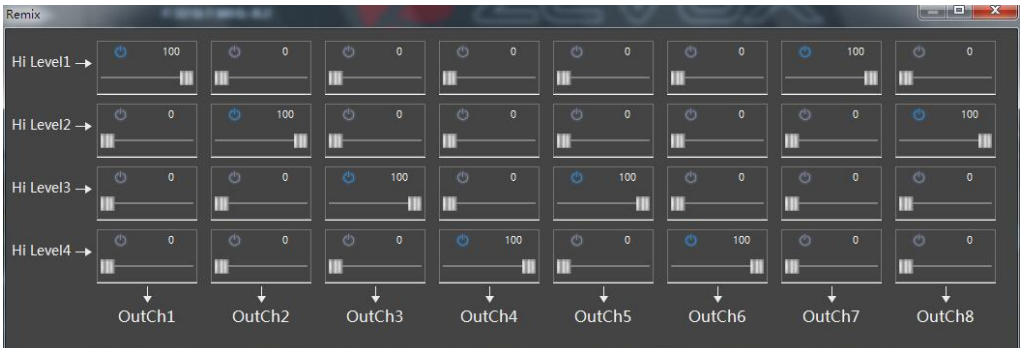 Remix
Hi Level1 → 100 0 0 0 0 0 100 0
Hi Level2 → 0 100 0 0 0 0 0 100
Hi Level3 → 0 0 100 0 100 0 0 0
Hi Level4 → 0 0 0 100 0 100 0 0
OutCh1 OutCh2 OutCh3 OutCh4 OutCh5 OutCh6 OutCh7 OutCh8